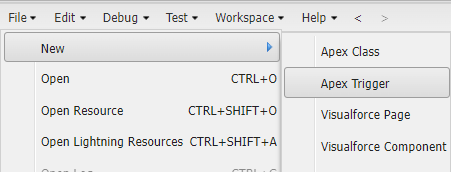 File Edit Debug Test Workspace Help < >
New
Open CTRL+O
Open Resource CTRL+SHIFT+O
Open Lightning Resources CTRL+SHIFT+A
Apex Class
Apex Trigger
Visualforce Page
Visualforce Component